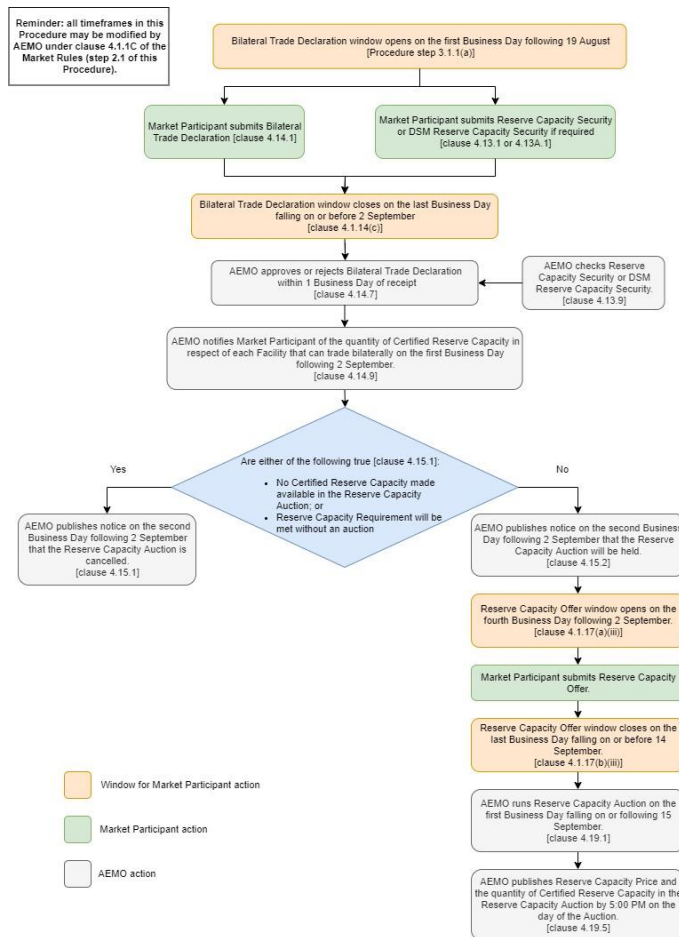 Reminder: all timeframes in this
Procedure may be modified by
AEMO under clause 4.1.1C of
the Market Rules (step 2.1 of this
Procedure).
Bilateral Trade Declaration window opens on the first Business Day following 19 August
[Procedure step 3.1.1(a)]
Market Participant submits Bilateral
Trade Declaration [clause 4.14.1]
Market Participant submits Reserve Capacity Security
or DSM Reserve Capacity Security if required
[clause 4.13.1 or 4.13A.1]
Bilateral Trade Declaration window closes on the last Business Day
falling on or before 2 September
[clause 4.1.14(c)]
AEMO approves or rejects Bilateral Trade Declaration
within 1 Business Day of receipt
[clause 4.14.7]
AEMO checks Reserve
Capacity Security or DSM
Reserve Capacity Security.
[clause 4.13.9]
AEMO notifies Market Participant of the quantity of Certified Reserve Capacity in
respect of each Facility that can trade bilaterally on the first Business Day
following 2 September.
[clause 4.14.9]
Are either of the following true [clause 4.15.1]:
• No Certified Reserve Capacity made
available in the Reserve Capacity
Auction; or
• Reserve Capacity Requirement will be
met without an auction
Yes
No
AEMO publishes notice on the second
Business Day following 2 September
that the Reserve Capacity Auction is
cancelled.
[clause 4.15.1]
AEMO publishes notice on the second Business
Day following 2 September that the Reserve
Capacity Auction will be held.
[clause 4.15.2]
Reserve Capacity Offer window opens on the
fourth Business Day following 2 September.
[clause 4.1.17(a)(iii)]
Market Participant submits Reserve Capacity
Offer.
Reserve Capacity Offer window closes on the
last Business Day falling on or before 14
September.
[clause 4.1.17(b)(iii)]
AEMO runs Reserve Capacity Auction on the
first Business Day falling on or following 15
September.
[clause 4.19.1]
AEMO publishes Reserve Capacity Price and
the quantity of Certified Reserve Capacity in the
Reserve Capacity Auction by 5:00 PM on the
day of the Auction.
[clause 4.19.5]
Window for Market Participant action
Market Participant action
AEMO action